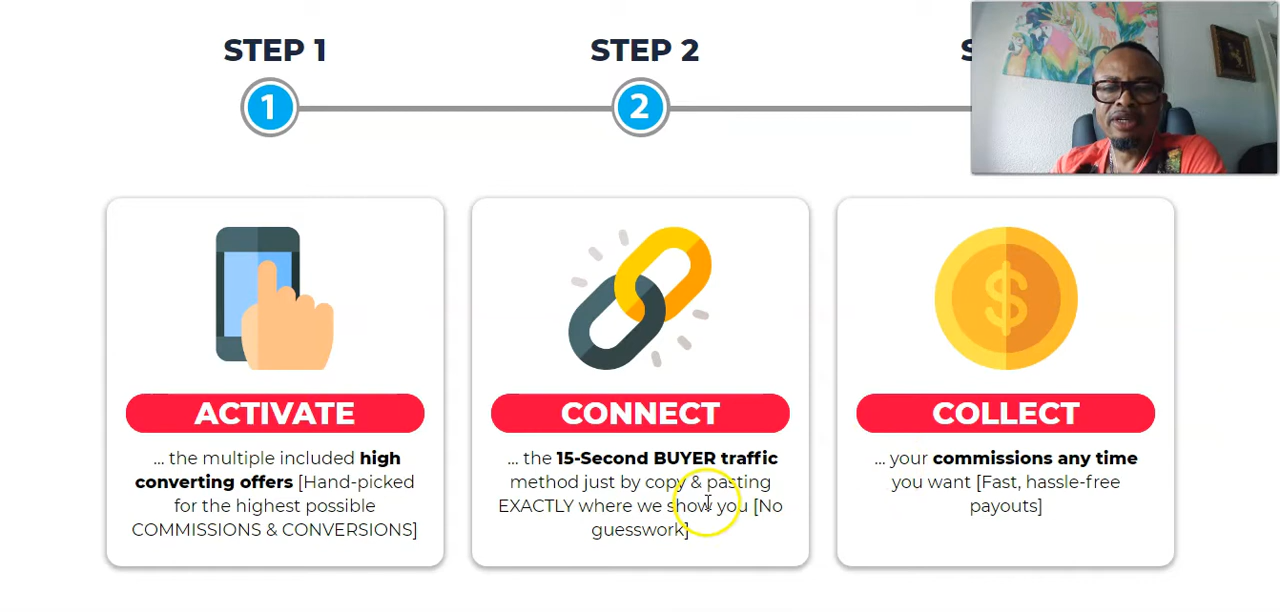 STEP 1
STEP 2
S
1
2
ACTIVATE
... the multiple included high
converting offers [Hand-picked
for the highest possible
COMMISSIONS & CONVERSIONS]
CONNECT
... the 15-Second BUYER traffic
method just by copy & pasting
EXACTLY where we show you [No
guesswork]
$
COLLECT
... your commissions any time
you want [Fast, hassle-free
payouts]